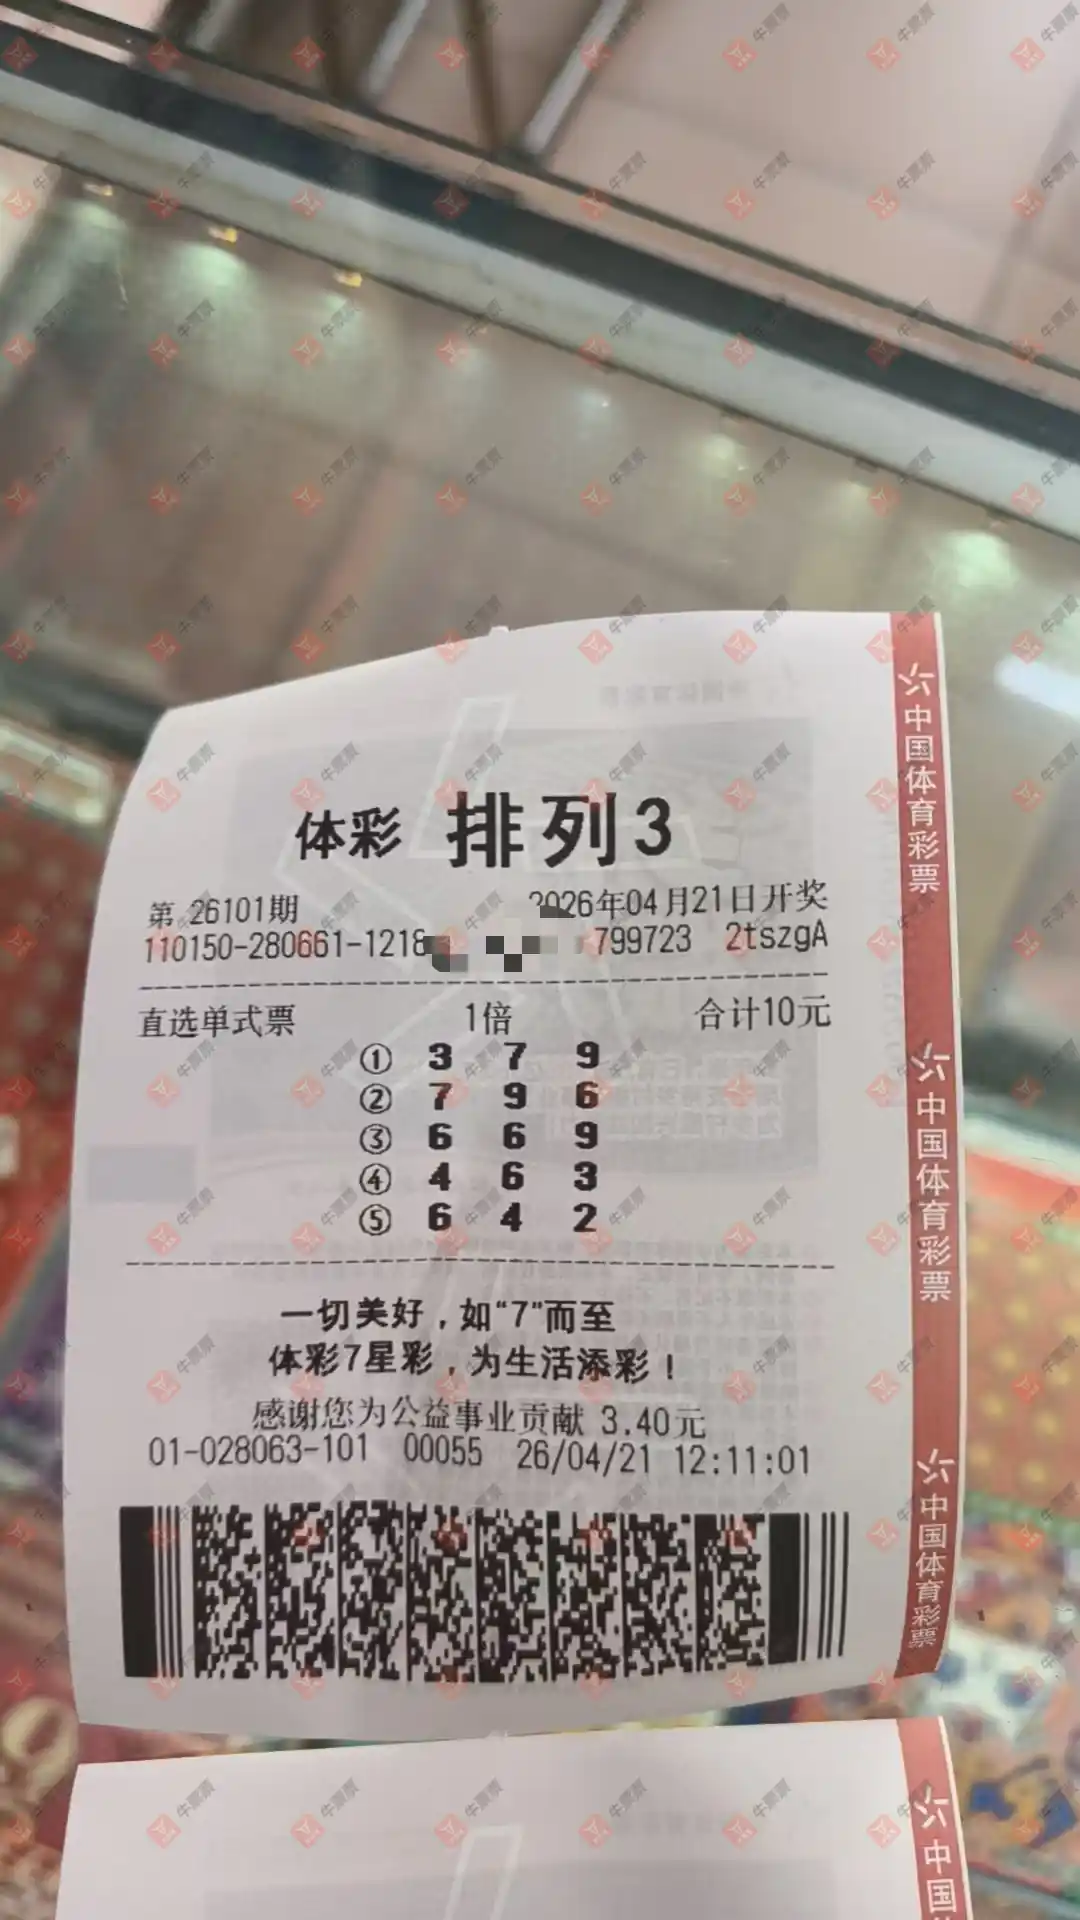 体彩 排列3
第 26101期 2026年04月21日开奖
110150-280661-1218 799723 2tszgA
直选单式票 1倍 合计10元
① 3 7 9
② 7 9 6
③ 6 6 9
④ 4 6 3
⑤ 6 4 2
一切美好，如“7”而至
体彩7星彩，为生活添彩！
感谢您为公益事业贡献 3.40元
01-028063-101 00055 26/04/21 12:11:01
中国体育彩票
中国体育彩票
中国体育彩票
中国
牛票票